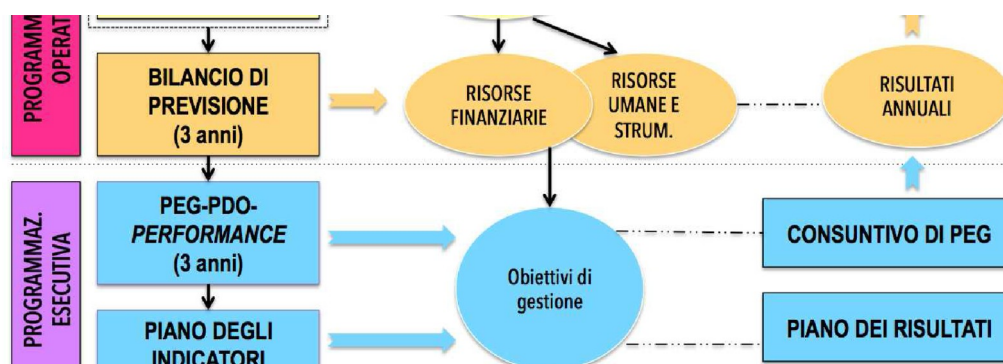 PROGRAMM
OPERAT
BILANCIO DI
PREVISIONE
(3 anni)
RISORSE
FINANZIARIE
RISORSE
UMANE E
STRUM.
RISULTATI
ANNUALI
PROGRAMMAZ.
ESECUTIVA
PEG-PDO-
PERFORMANCE
(3 anni)
Obiettivi di
gestione
CONSUNTIVO DI PEG
PIANO DEGLI
INDICATORI
PIANO DEI RISULTATI